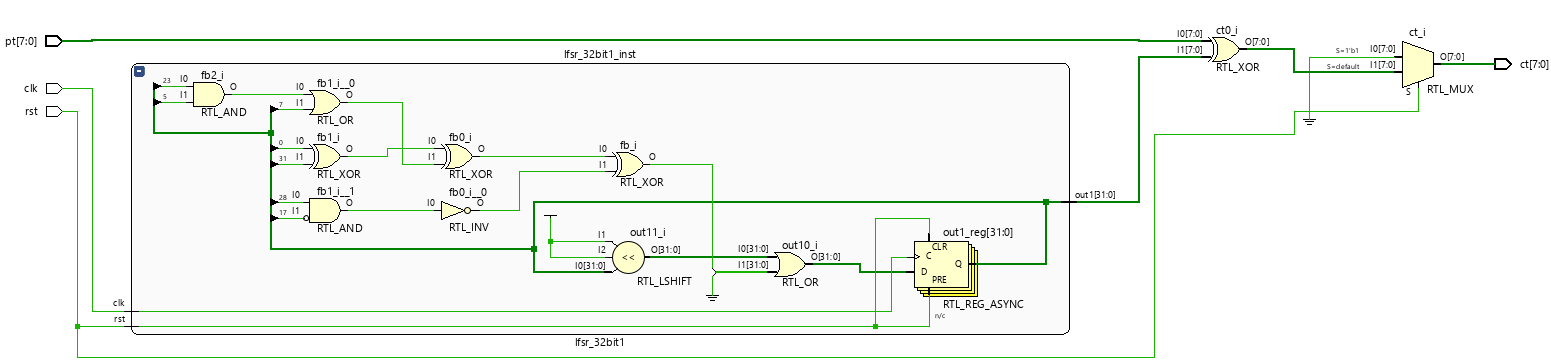 pt[7:0]
clk
rst
lfsr_32bit1_inst
fb2_i
23
I0
5
I1
O
RTL_AND
fb1_i__0
I0
7
I1
O
RTL_OR
fb1_i
0
I0
31
I1
O
RTL_XOR
fb0_i
I0
I1
O
RTL_XOR
fb_i
I0
I1
O
RTL_XOR
fb1_i__1
28
I0
17
I1
O
RTL_AND
fb0_i__0
I0
O
RTL_INV
out11_i
I1
I2
I0[31:0]
<<
O[31:0]
RTL_LSHIFT
out10_i
I0[31:0]
I1[31:0]
O[31:0]
RTL_OR
out1_reg[31:0]
CLR
C
D
Q
PRE
RTL_REG_ASYNC
n/c
clk
rst
out1[31:0]
lfsr_32bit1
ct0_i
I0[7:0]
I1[7:0]
O[7:0]
RTL_XOR
ct_i
S=1'b1
I0[7:0]
S=default
I1[7:0]
O[7:0]
S
RTL_MUX
ct[7:0]